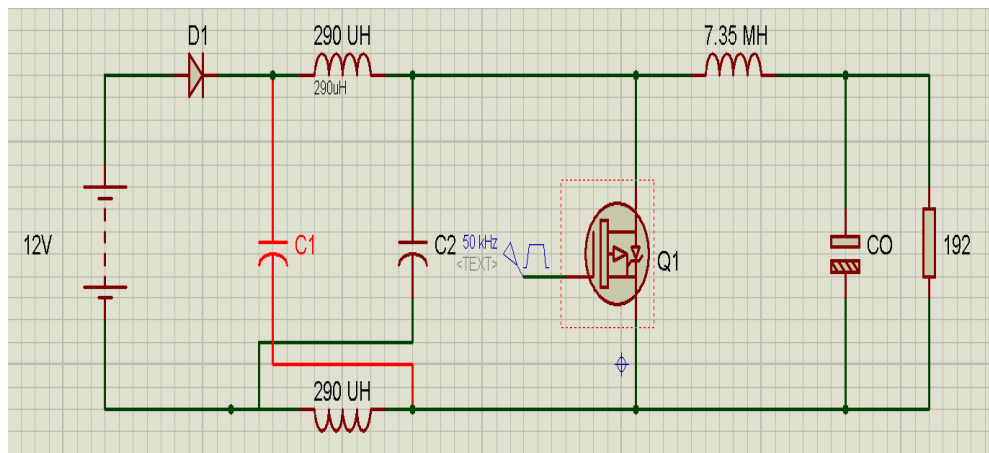 D1
290 UH
7.35 MH
290uH
12V
C1
C2
50 kHz
<TEXT>
Q1
CO
192
290 UH